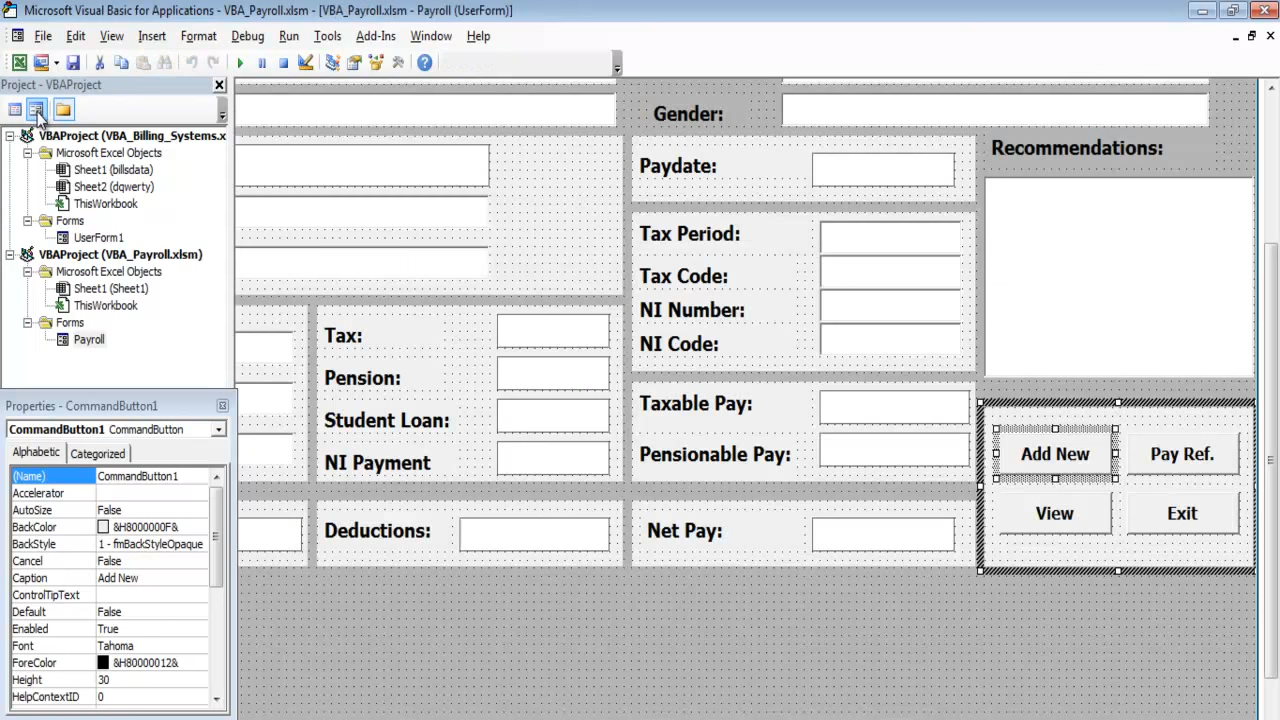 Microsoft Visual Basic for Applications - VBA_Payroll.xlsm - [VBA_Payroll.xlsm - Payroll (UserForm)]
File Edit View Insert Format Debug Run Tools Add-Ins Window Help
Project - VBAProject
VBAProject (VBA_Billing_Systems.x
Microsoft Excel Objects
Sheet1 (billsdata)
Sheet2 (dqwerty)
ThisWorkbook
Forms
UserForm1
VBAProject (VBA_Payroll.xlsm)
Microsoft Excel Objects
Sheet1 (Sheet1)
ThisWorkbook
Forms
Payroll
Properties - CommandButton1
CommandButton1 CommandButton
Alphabetic Categorized
(Name) CommandButton1
Accelerator
AutoSize False
BackColor &H8000000F&
BackStyle 1 - fmBackStyleOpaque
Cancel False
Caption Add New
ControlTipText
Default False
Enabled True
Font Tahoma
ForeColor &H80000012&
Height 30
HelpContextID 0
Gender:
Paydate:
Tax Period:
Tax Code:
NI Number:
NI Code:
Tax:
Pension:
Student Loan:
NI Payment
Taxable Pay:
Pensionable Pay:
Deductions:
Net Pay:
Recommendations:
Add New Pay Ref.
View Exit